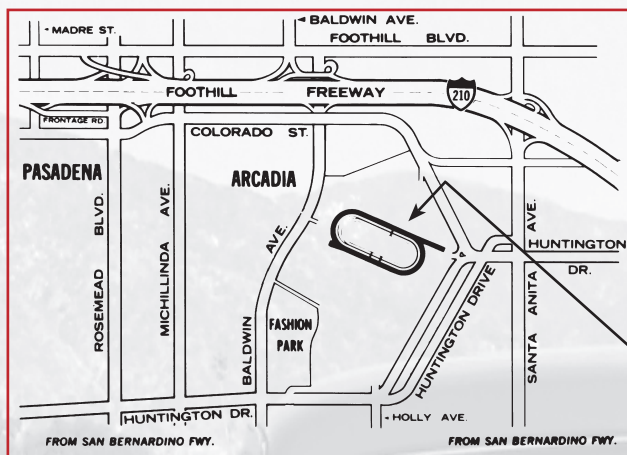 BALDWIN AVE.
MADRE ST.
FOOTHILL BLVD.
FOOTHILL FREEWAY
210
FRONTAGE RD.
COLORADO ST.
PASADENA
ARCADIA
ROSEMEAD BLVD.
MICHILLINDA AVE.
BALDWIN AVE.
FASHION
PARK
HUNTINGTON
DR.
HUNTINGTON DRIVE
SANTA ANITA AVE.
HUNTINGTON DR.
HOLLY AVE.
FROM SAN BERNARDINO FWY.
FROM SAN BERNARDINO FWY.